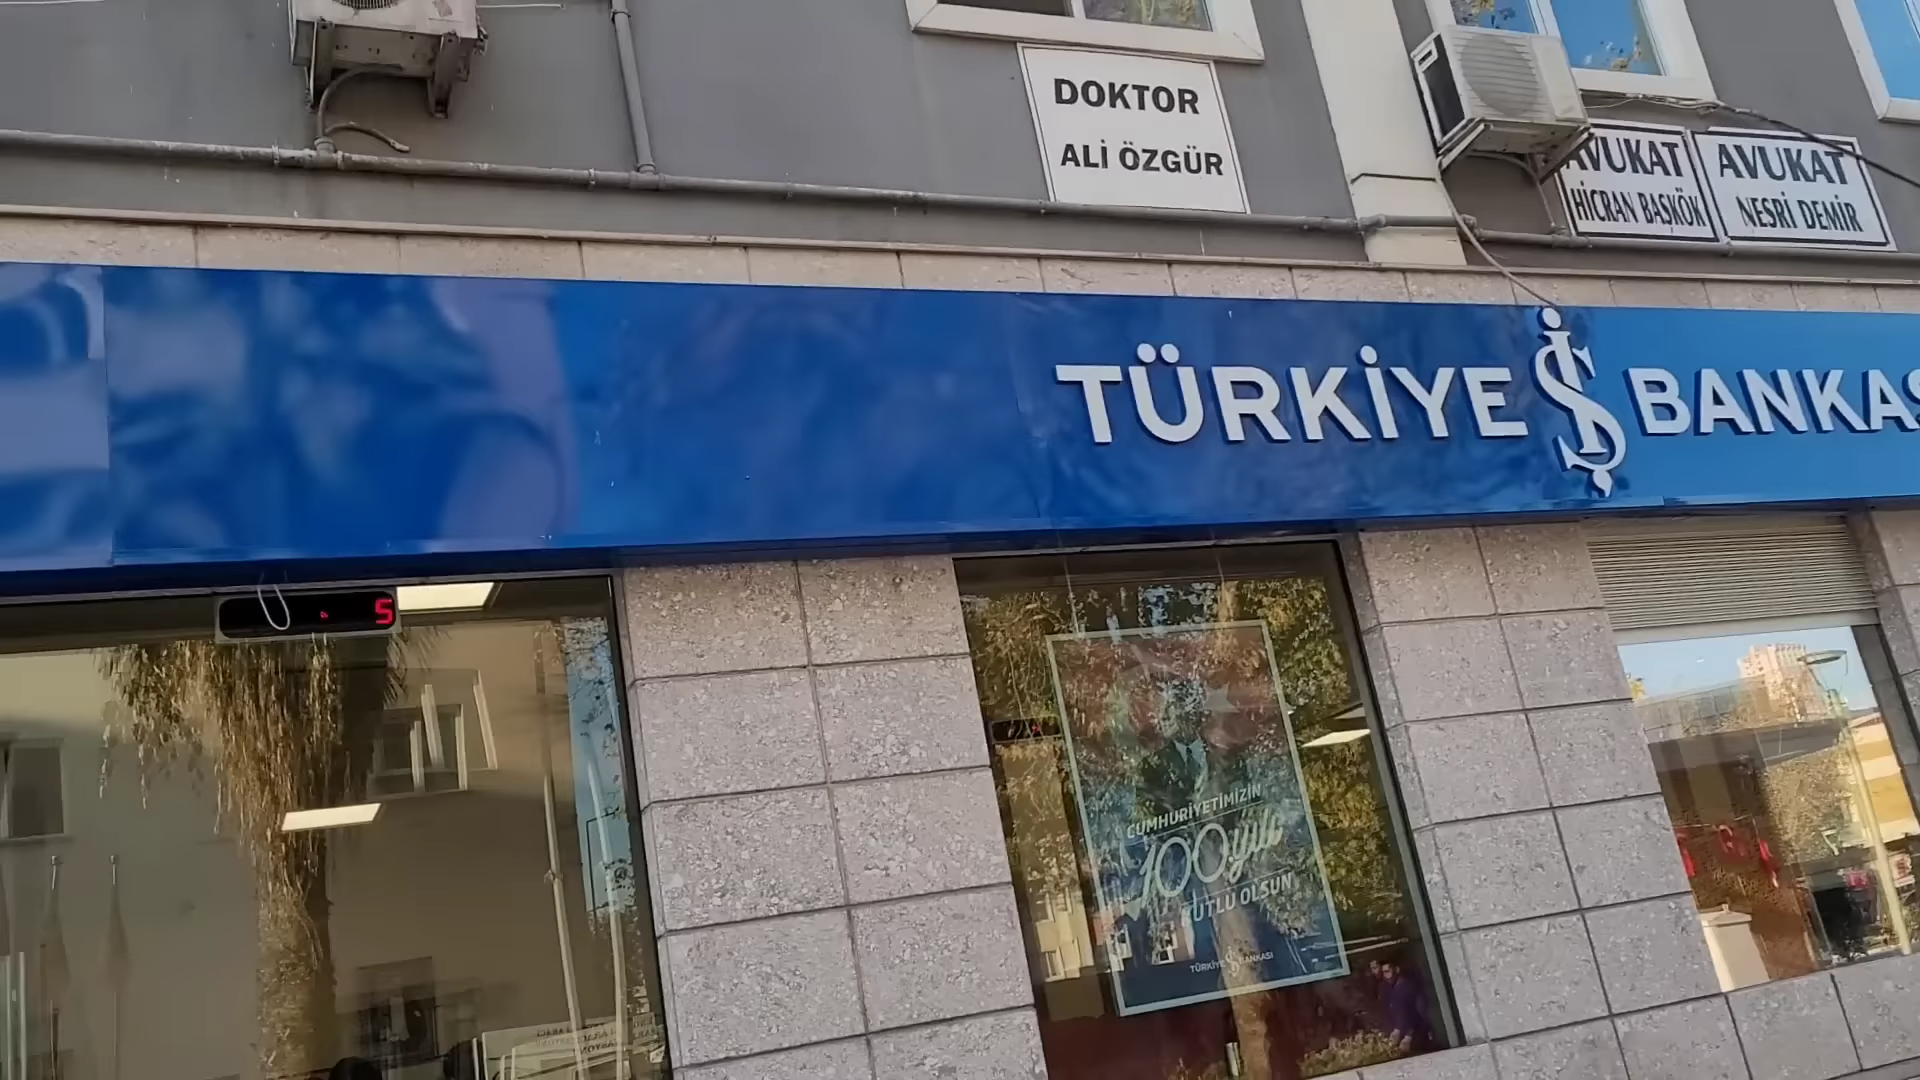 DOKTOR
ALİ ÖZGÜR
AVUKAT
HİCRAN BAŞKÖK
AVUKAT
NESRİ DEMİR
TÜRKİYE İŞ BANKAS
5
CUMHURİYETİMİZİN
100.yılı
KUTLU OLSUN
TÜRKİYE İŞ BANKASI